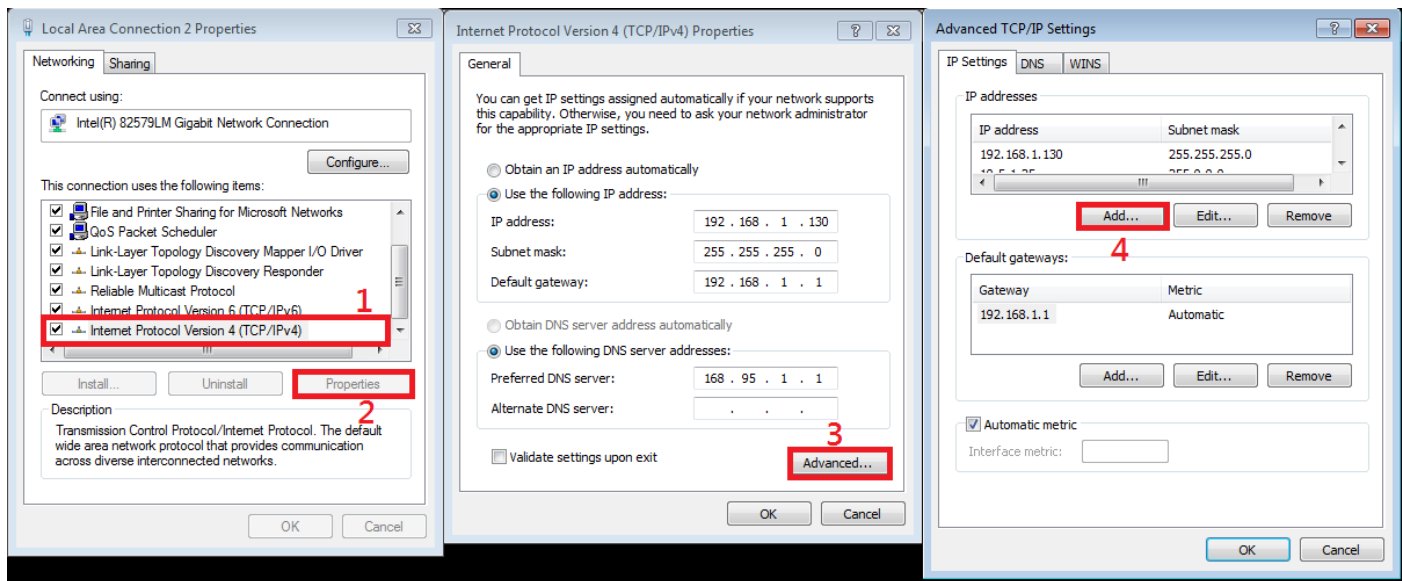 Local Area Connection 2 Properties
Networking
Sharing
Connect using:
Intel(R) 82579LM Gigabit Network Connection
Configure...
This connection uses the following items:
File and Printer Sharing for Microsoft Networks
QoS Packet Scheduler
Link-Layer Topology Discovery Mapper I/O Driver
Link-Layer Topology Discovery Responder
Reliable Multicast Protocol
1
Internet Protocol Version 6 (TCP/IPv6)
Internet Protocol Version 4 (TCP/IPv4)
Install...
Uninstall
Properties
2
Description
Transmission Control Protocol/Internet Protocol. The default
wide area network protocol that provides communication
across diverse interconnected networks.
OK
Cancel
Internet Protocol Version 4 (TCP/IPv4) Properties
General
You can get IP settings assigned automatically if your network supports
this capability. Otherwise, you need to ask your network administrator
for the appropriate IP settings.
Obtain an IP address automatically
Use the following IP address:
IP address: 192 . 168 . 1 . 130
Subnet mask: 255 . 255 . 255 . 0
Default gateway: 192 . 168 . 1 . 1
Obtain DNS server address automatically
Use the following DNS server addresses:
Preferred DNS server: 168 . 95 . 1 . 1
Alternate DNS server: . . .
3
Validate settings upon exit
Advanced...
OK
Cancel
Advanced TCP/IP Settings
IP Settings
DNS
WINS
IP addresses
IP address Subnet mask
192.168.1.130 255.255.255.0
Add... Edit... Remove
4
Default gateways:
Gateway Metric
192.168.1.1 Automatic
Add... Edit... Remove
Automatic metric
Interface metric:
OK
Cancel